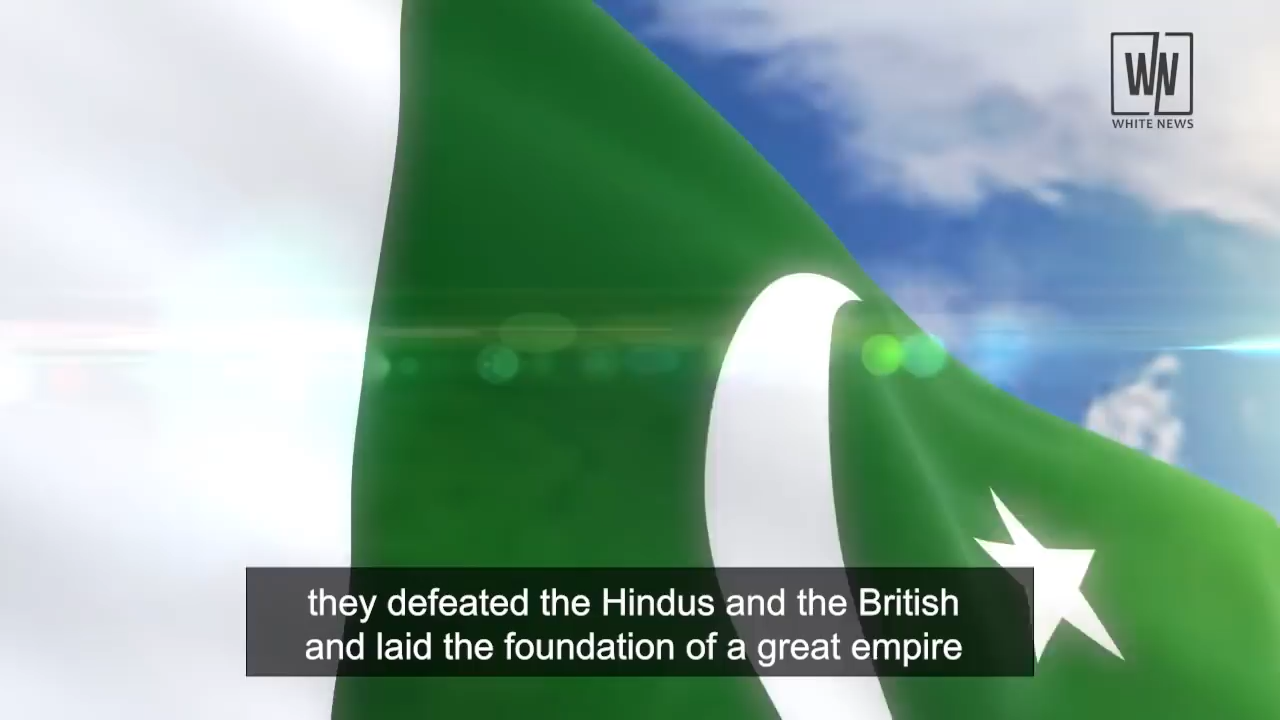 WN
WHITE NEWS
they defeated the Hindus and the British
and laid the foundation of a great empire